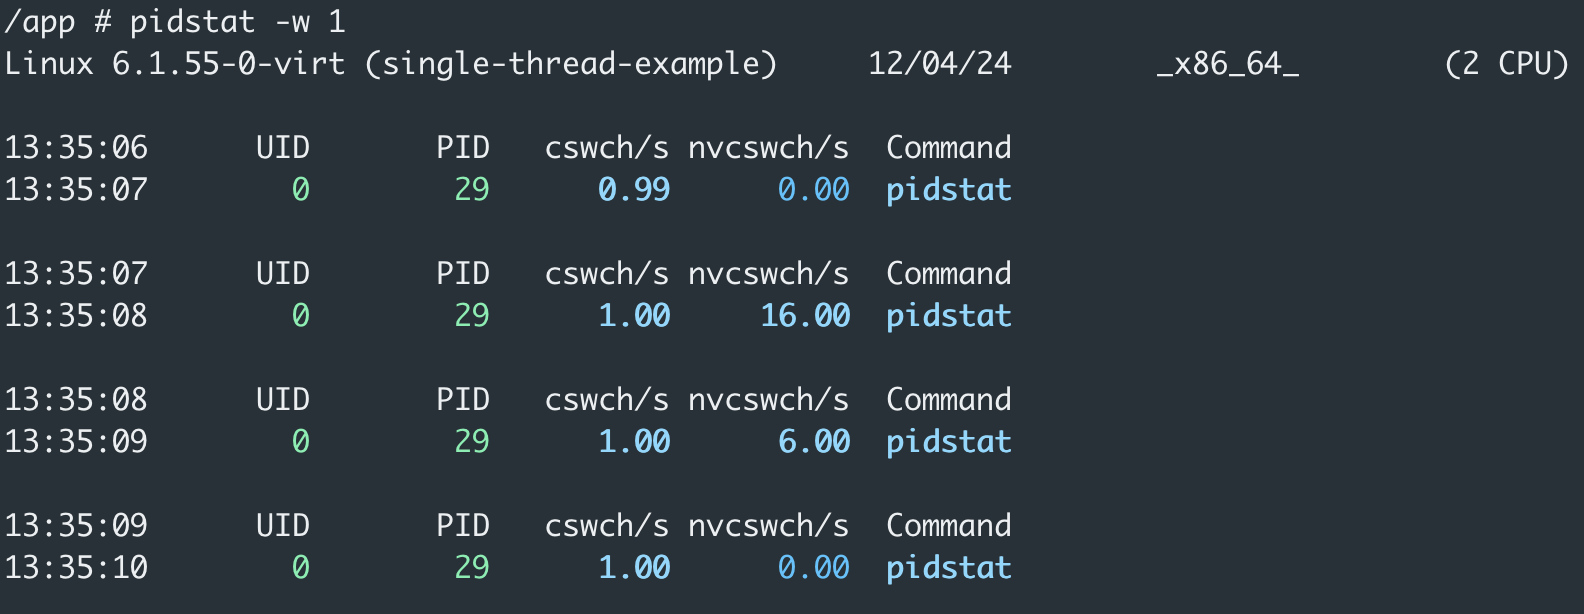 /app # pidstat -w 1
Linux 6.1.55-0-virt (single-thread-example) 12/04/24 _x86_64_ (2 CPU)
13:35:06 UID PID cswch/s nvcswch/s Command
13:35:07 0 29 0.99 0.00 pidstat
13:35:07 UID PID cswch/s nvcswch/s Command
13:35:08 0 29 1.00 16.00 pidstat
13:35:08 UID PID cswch/s nvcswch/s Command
13:35:09 0 29 1.00 6.00 pidstat
13:35:09 UID PID cswch/s nvcswch/s Command
13:35:10 0 29 1.00 0.00 pidstat